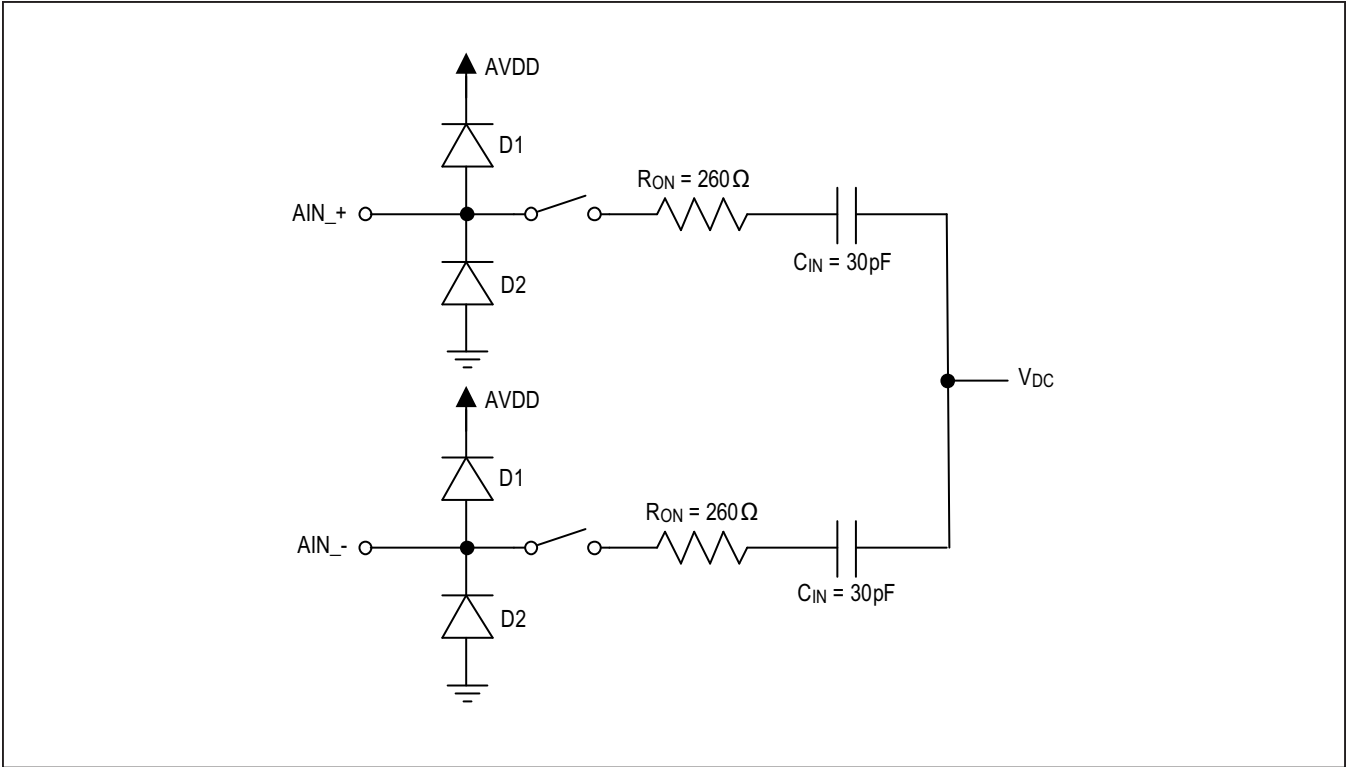 AVDD
D1
RON = 260Ω
AIN_+
CIN = 30pF
D2
VDC
AVDD
D1
RON = 260Ω
AIN_-
CIN = 30pF
D2